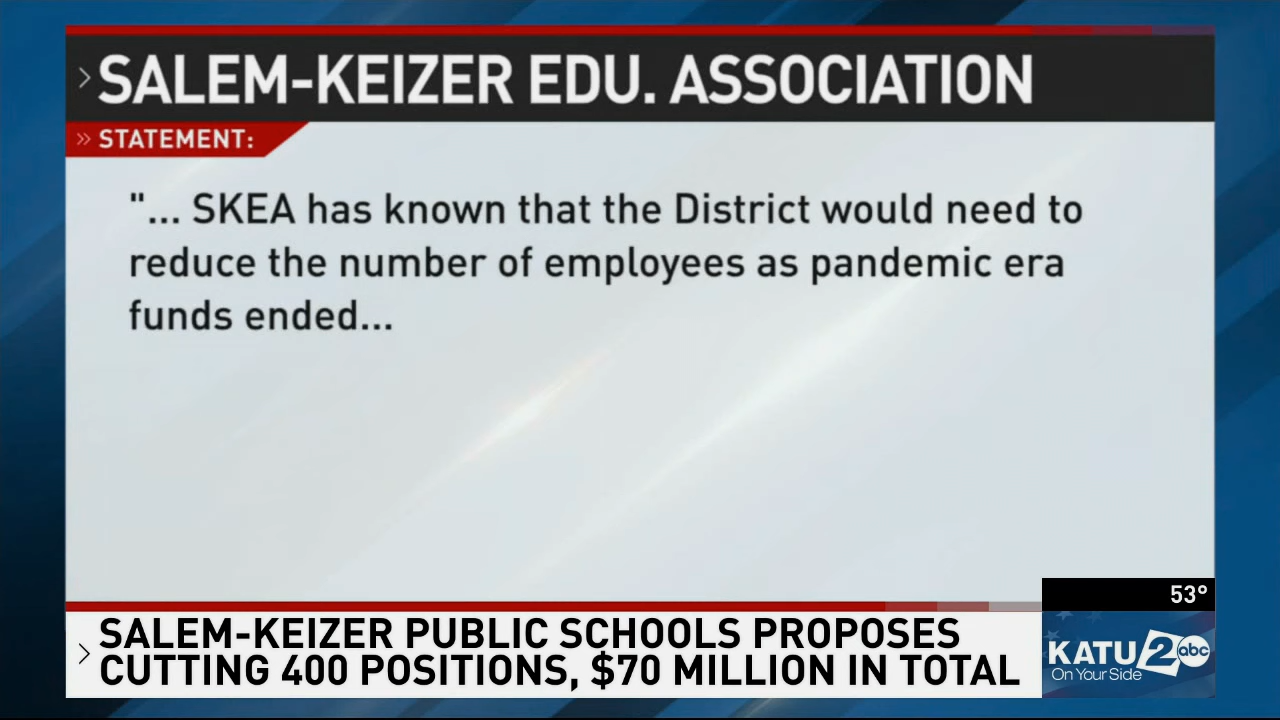 SALEM-KEIZER EDU. ASSOCIATION
STATEMENT:
"... SKEA has known that the District would need to
reduce the number of employees as pandemic era
funds ended...
53°
SALEM-KEIZER PUBLIC SCHOOLS PROPOSES
CUTTING 400 POSITIONS, $70 MILLION IN TOTAL
KATU 2 abc
On Your Side